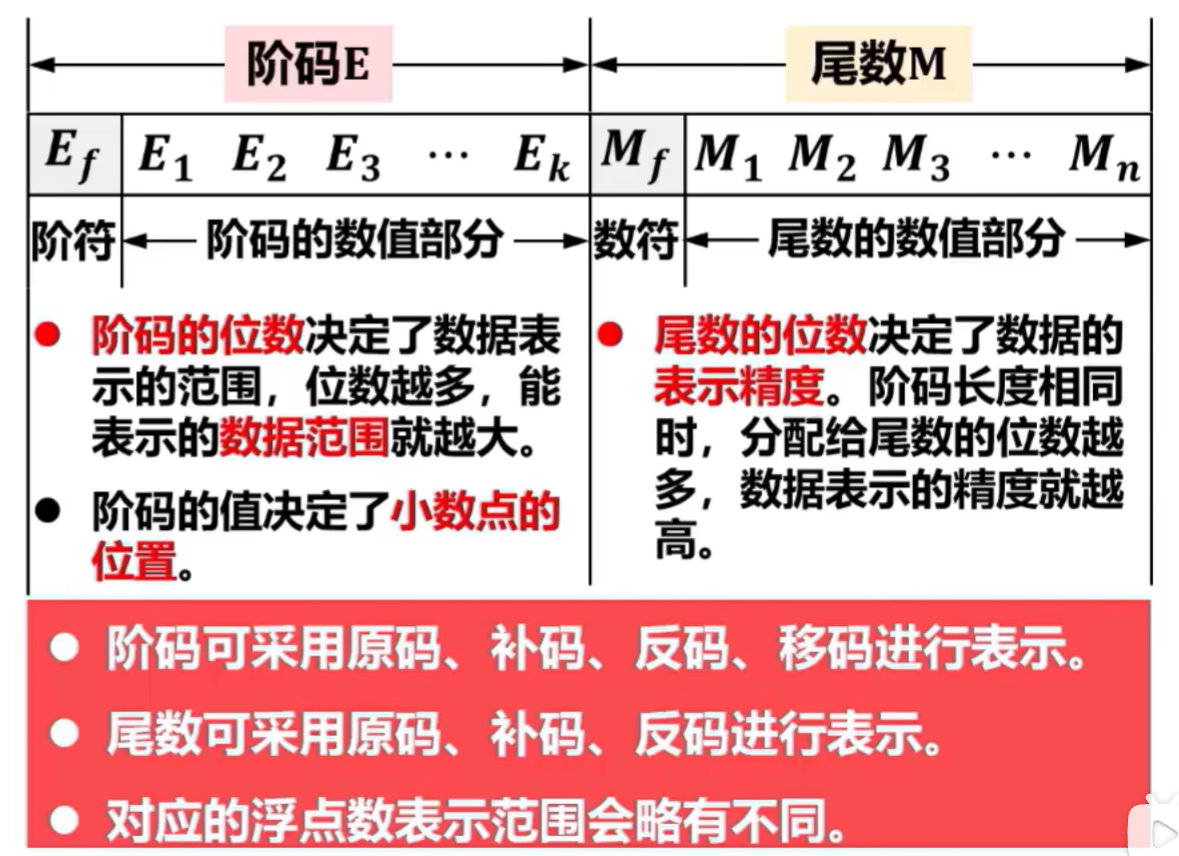 阶码E 尾数M
E_f E_1 E_2 E_3 ⋯ E_k M_f M_1 M_2 M_3 ⋯ M_n
阶符 阶码的数值部分 数符 尾数的数值部分
● 阶码的位数决定了数据表
示的范围，位数越多，能
表示的数据范围就越大。
● 阶码的值决定了小数点的
位置。
● 尾数的位数决定了数据的
表示精度。阶码长度相同
时，分配给尾数的位数越
多，数据表示的精度就越
高。
● 阶码可采用原码、补码、反码、移码进行表示。
● 尾数可采用原码、补码、反码进行表示。
● 对应的浮点数表示范围会略有不同。